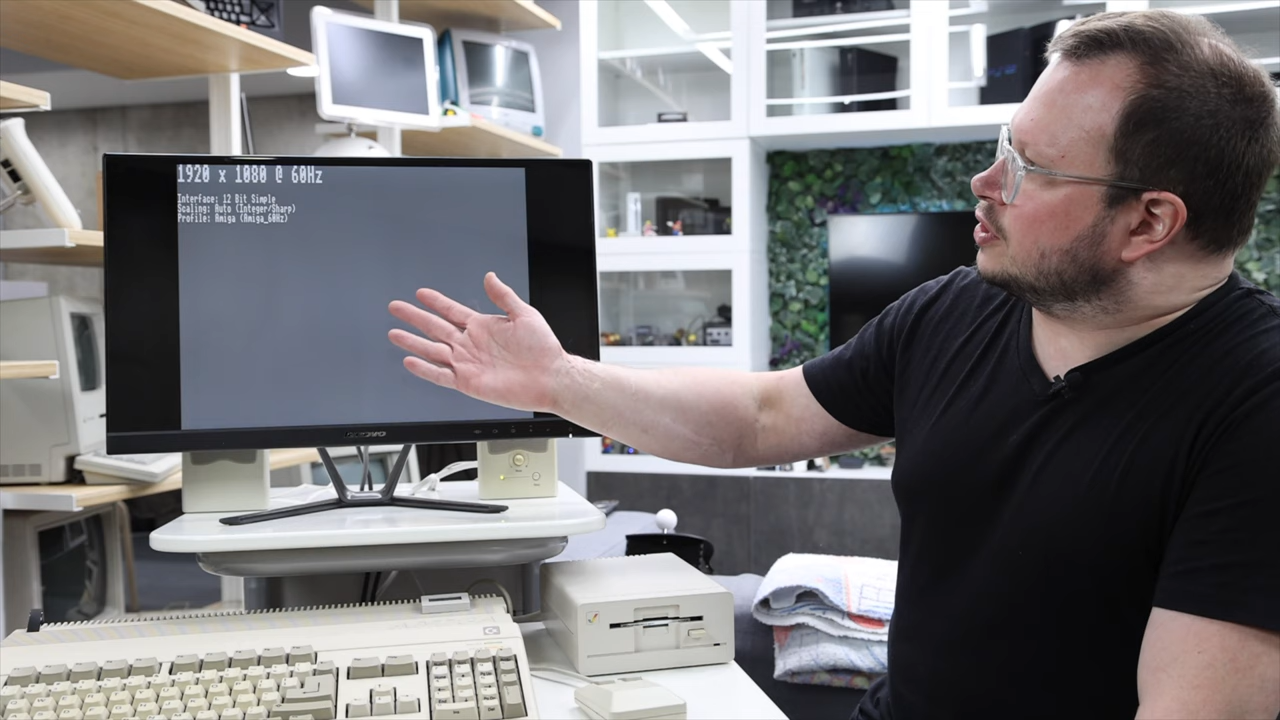 1920 x 1080 @ 60Hz
Interface: 12 Bit Simple
Scaling: Auto (Integer/Sharp)
Profile: Amiga (Amiga_60Hz)